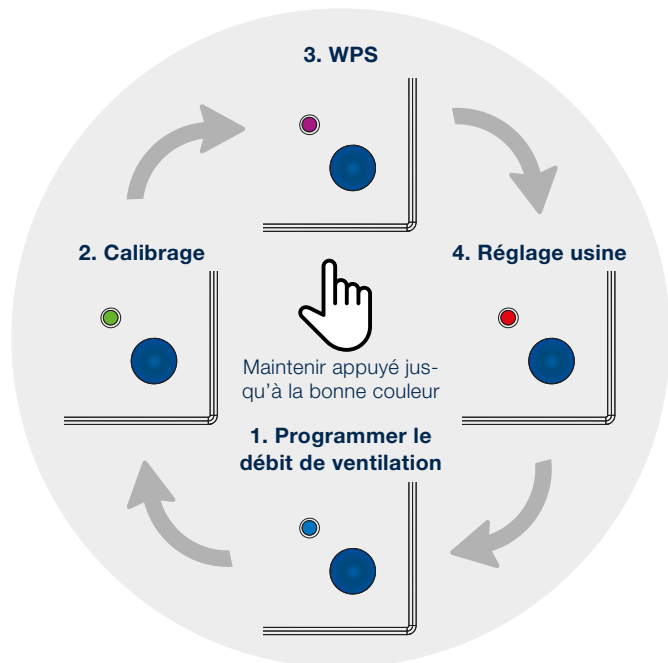 3. WPS
2. Calibrage
4. Réglage usine
Maintenir appuyé jus-
qu'à la bonne couleur
1. Programmer le
débit de ventilation